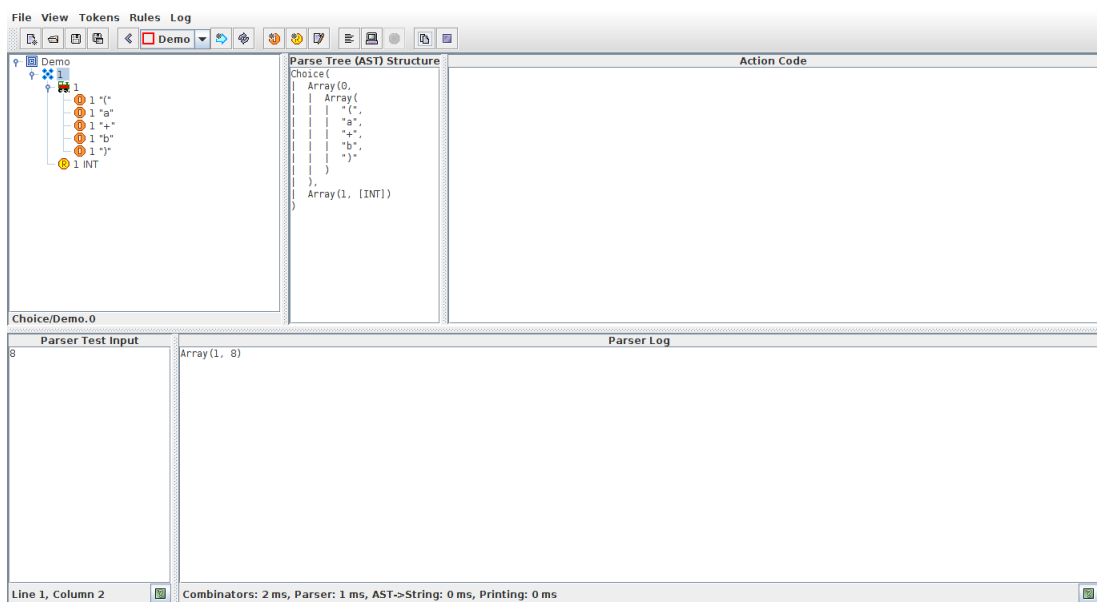 File View Tokens Rules Log
Demo
Demo
1
1
1 "("
1 "a"
1 "+"
1 "b"
1 ")"
1 INT
Choice/Demo.0
Parse Tree (AST) Structure
Choice(
| Array(0,
| | Array(
| | | "(",
| | | "a",
| | | "+",
| | | "b",
| | | ")"
| | )
| ),
| Array(1, [INT])
)
Action Code
Parser Test Input
8
Line 1, Column 2
Parser Log
Array(1, 8)
Combinators: 2 ms, Parser: 1 ms, AST->String: 0 ms, Printing: 0 ms